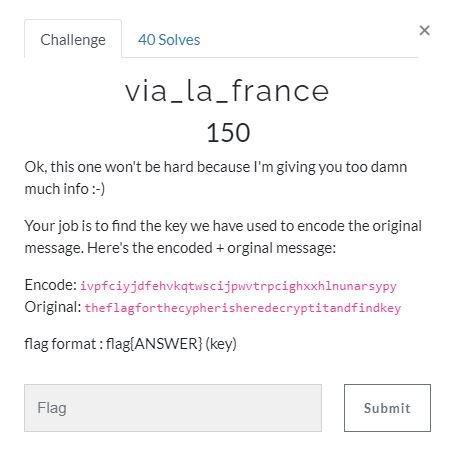 Challenge
40 Solves
×
via_la_france
150
Ok, this one won't be hard because I'm giving you too damn
much info :-)
Your job is to find the key we have used to encode the original
message. Here's the encoded + orginal message:
Encode: ivpfciyjdfehvkqtwscijpwvtrpcighxxhlnunarsypy
Original: theflagforthecypherisheredecryptitandfindkey
flag format : flag{ANSWER} (key)
Flag
Submit